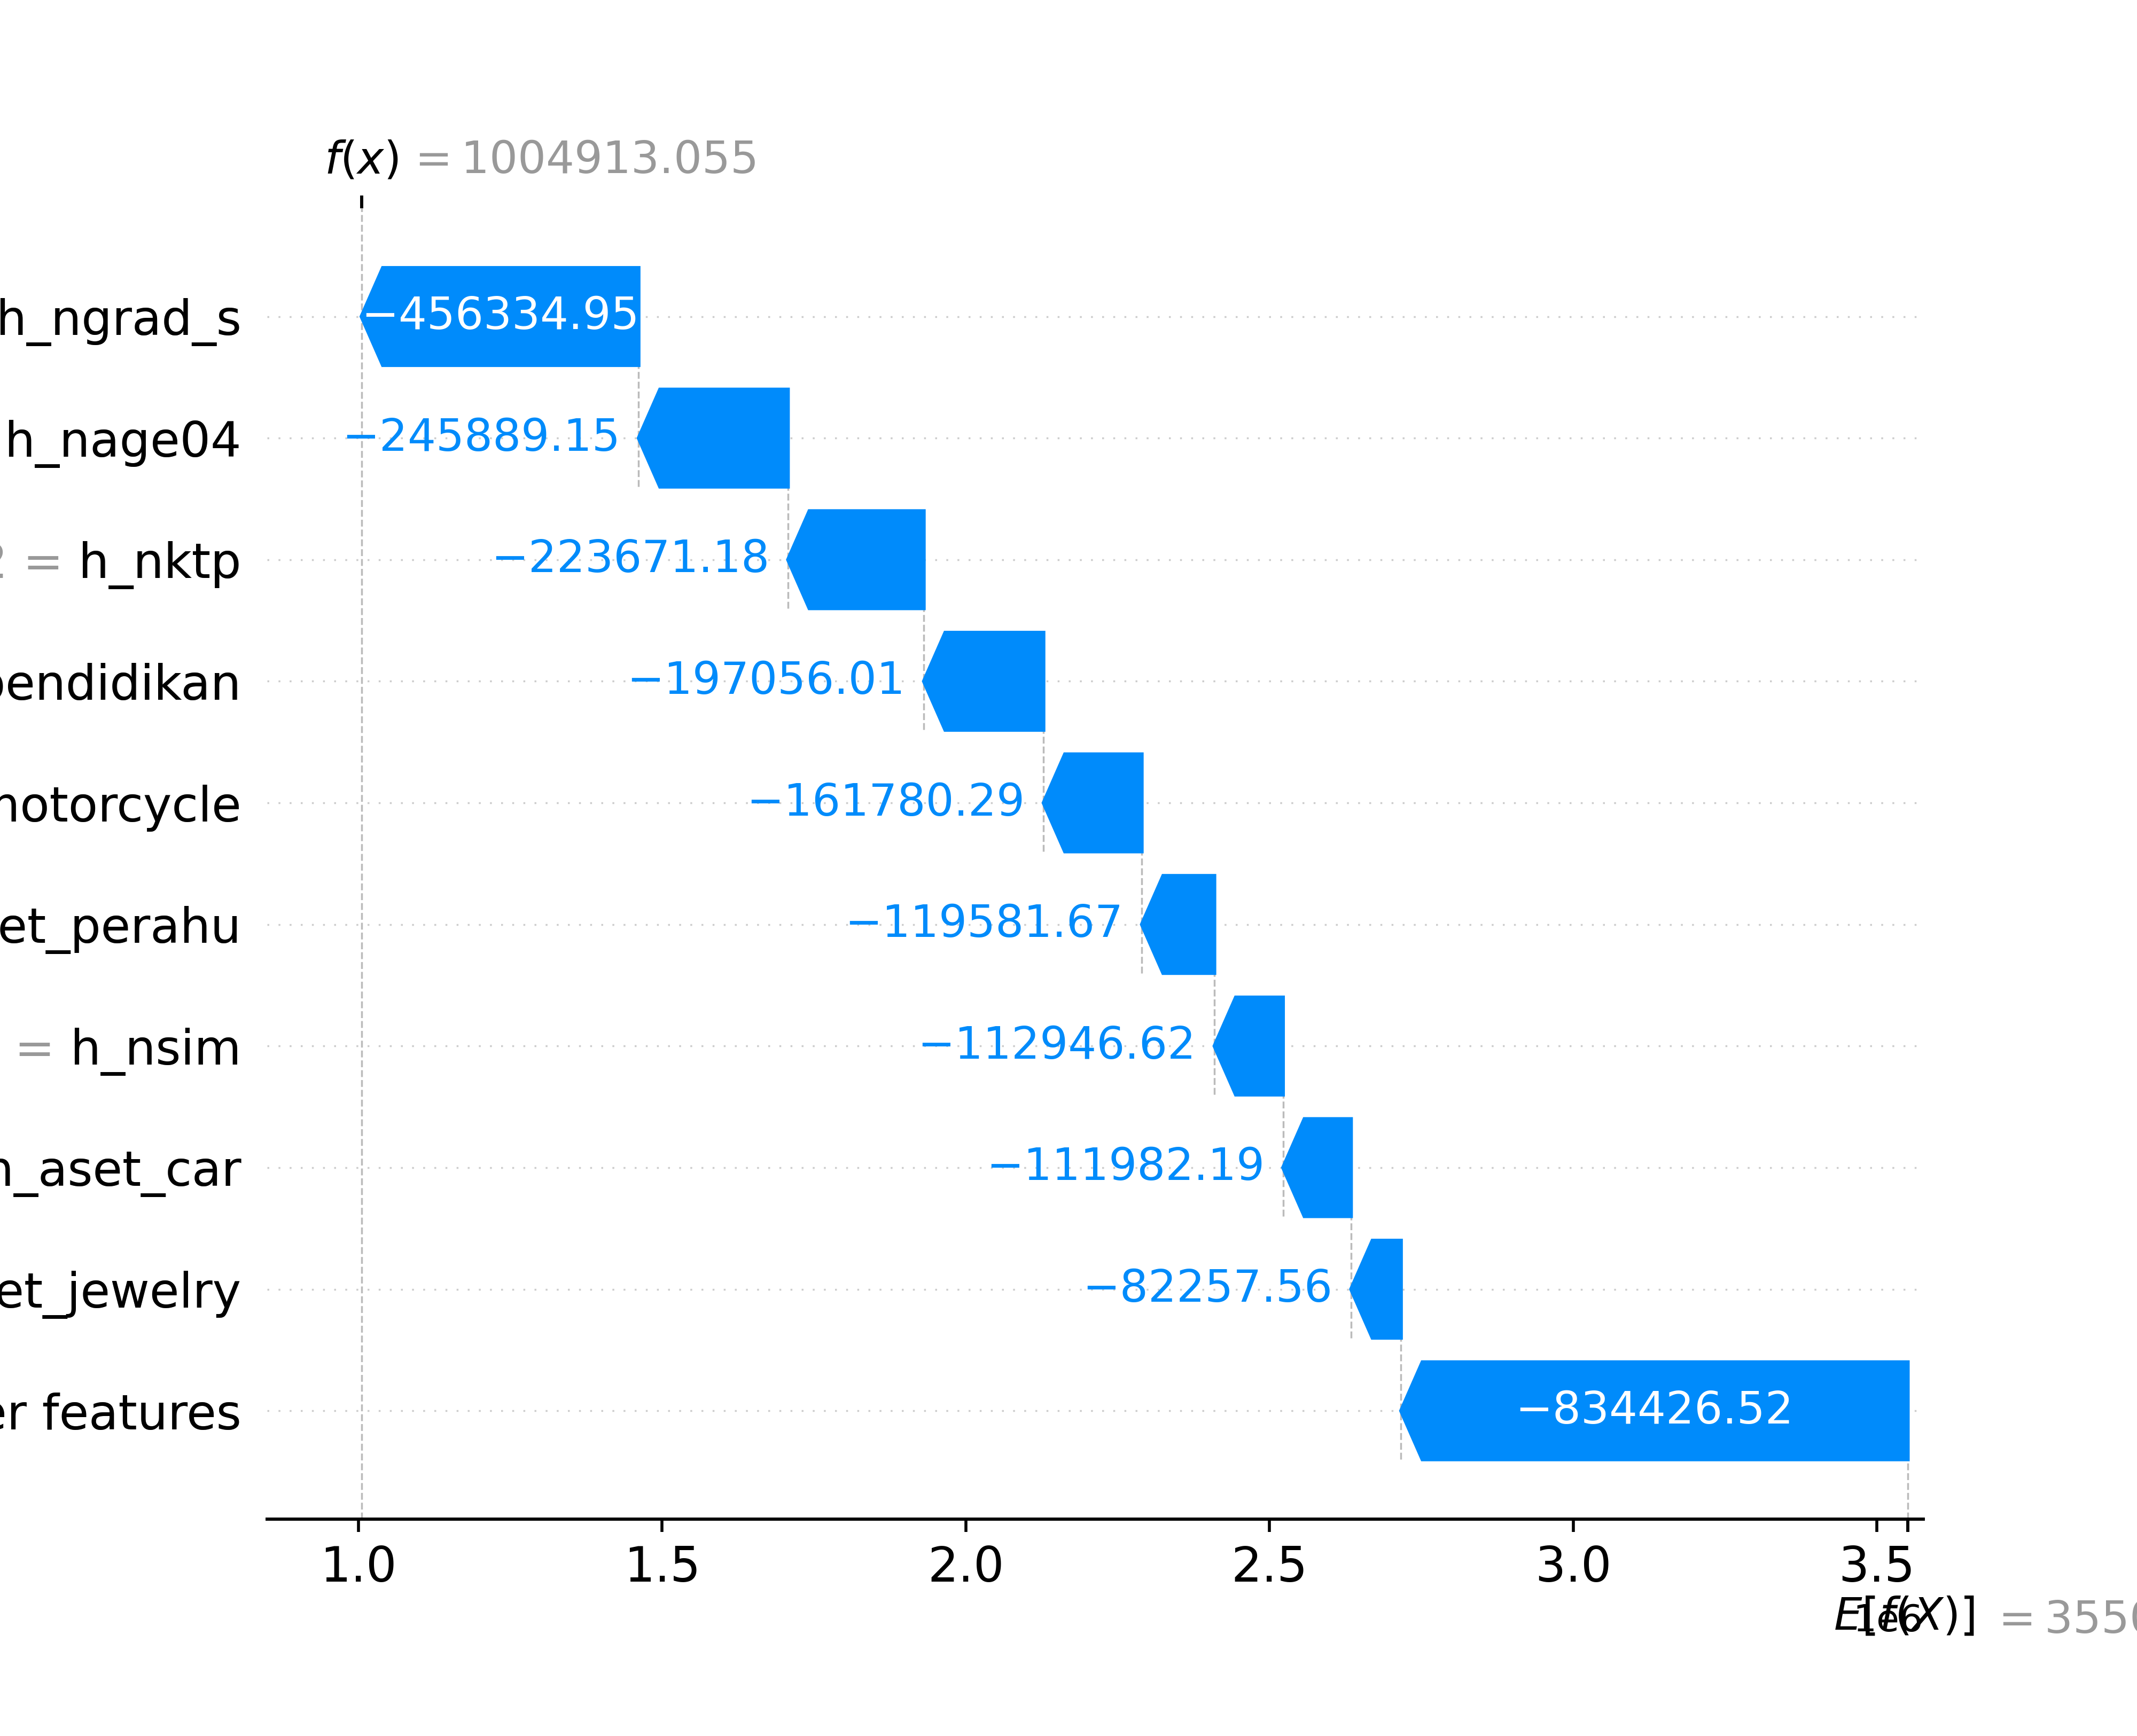 f(x) = 1004913.055
h_ngrad_s −456334.95
h_nage04 −245889.15
= h_nktp −223671.18
pendidikan −197056.01
motorcycle −161780.29
et_perahu −119581.67
= h_nsim −112946.62
h_aset_car −111982.19
et_jewelry −82257.56
er features −834426.52
1.0 1.5 2.0 2.5 3.0 3.5
1e6
E[f(X)] = 3550